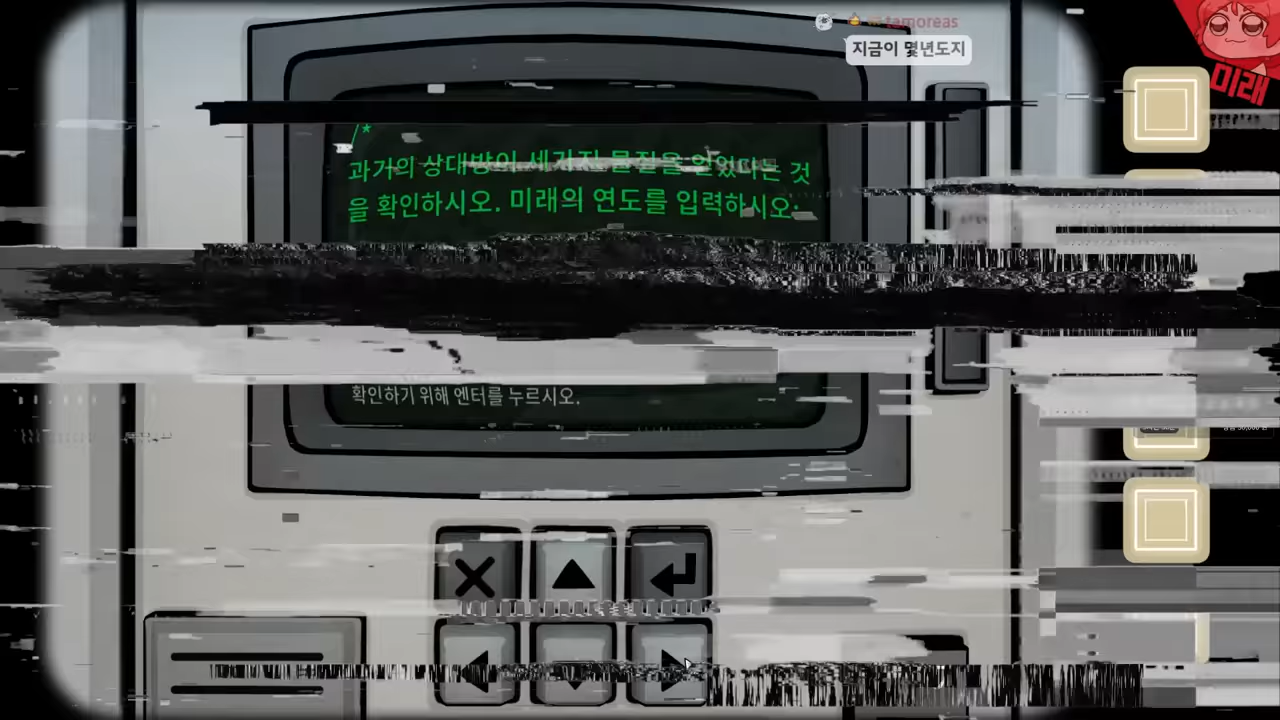 tamoreas
지금이 몇년도지
미래
/*
과거의 상대방이 세가지 물질을 얻었다는 것
을 확인하시오. 미래의 연도를 입력하시오.
확인하기 위해 엔터를 누르시오.